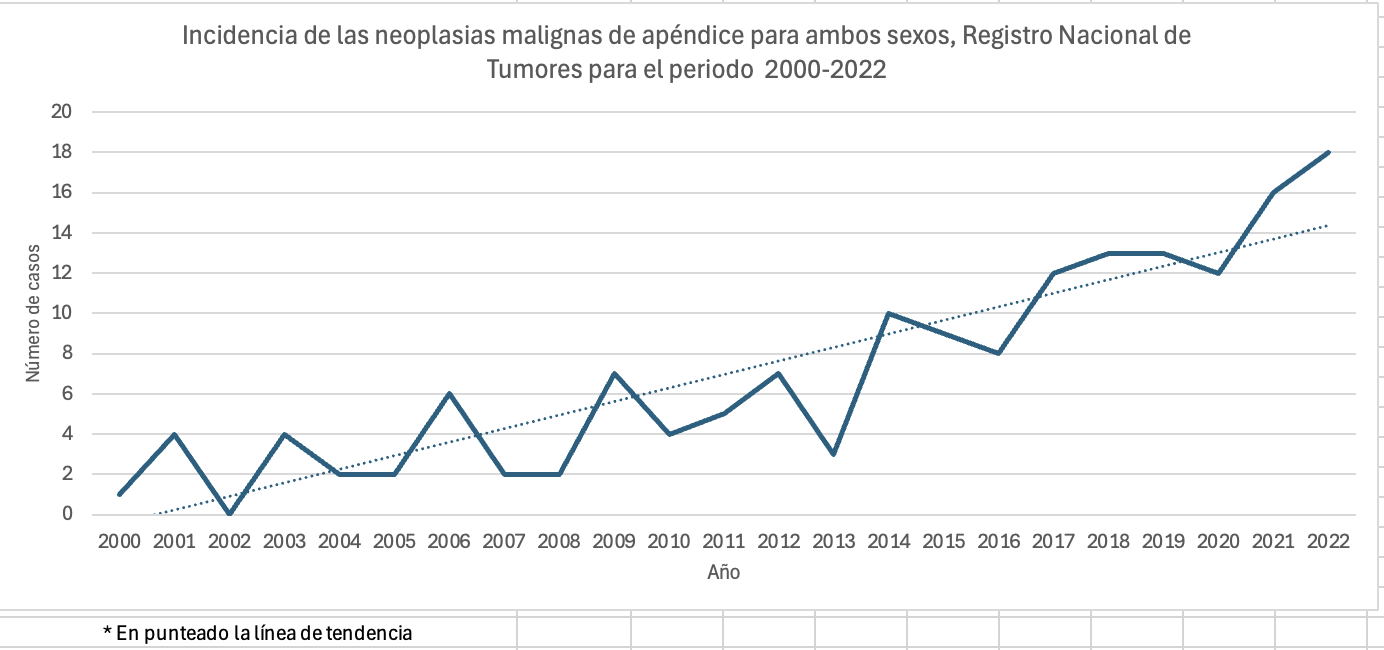 Incidencia de las neoplasias malignas de apéndice para ambos sexos, Registro Nacional de
Tumores para el periodo 2000-2022
20
18
16
14
12
10
8
6
4
2
0
Número de casos
2000 2001 2002 2003 2004 2005 2006 2007 2008 2009 2010 2011 2012 2013 2014 2015 2016 2017 2018 2019 2020 2021 2022
Año
* En punteado la línea de tendencia